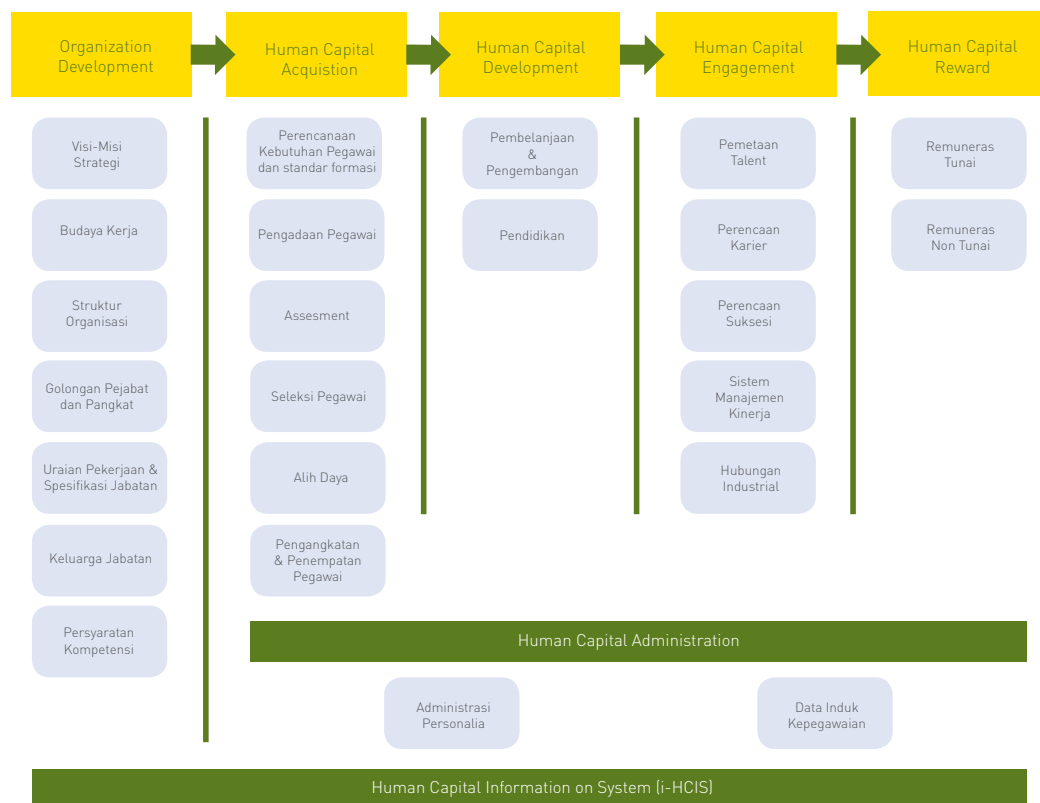 Organization
Development
Human Capital
Acquistion
Human Capital
Development
Human Capital
Engagement
Human Capital
Reward
Visi-Misi
Strategi
Budaya Kerja
Struktur
Organisasi
Golongan Pejabat
dan Pangkat
Uraian Pekerjaan &
Spesifikasi Jabatan
Keluarga Jabatan
Persyaratan
Kompetensi
Perencanaan
Kebutuhan Pegawai
dan standar formasi
Pengadaan Pegawai
Assesment
Seleksi Pegawai
Alih Daya
Pengangkatan
& Penempatan
Pegawai
Pembelanjaan
&
Pengembangan
Pendidikan
Pemetaan
Talent
Perencaan
Karier
Perencaan
Suksesi
Sistem
Manajemen
Kinerja
Hubungan
Industrial
Remuneras
Tunai
Remuneras
Non Tunai
Human Capital Administration
Administrasi
Personalia
Data Induk
Kepegawaian
Human Capital Information on System (i-HCIS)